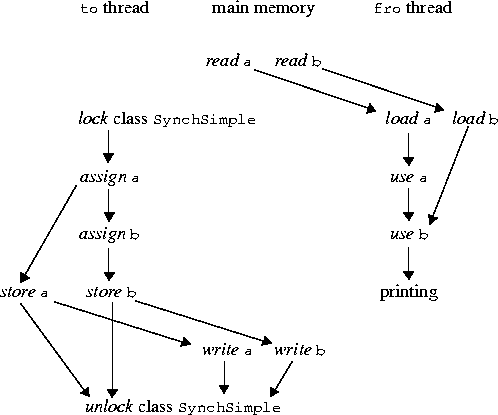 to thread main memory fro thread
read a read b
lock class SynchSimple load a load b
assign a use a
assign b use b
store a store b printing
write a write b
unlock class SynchSimple